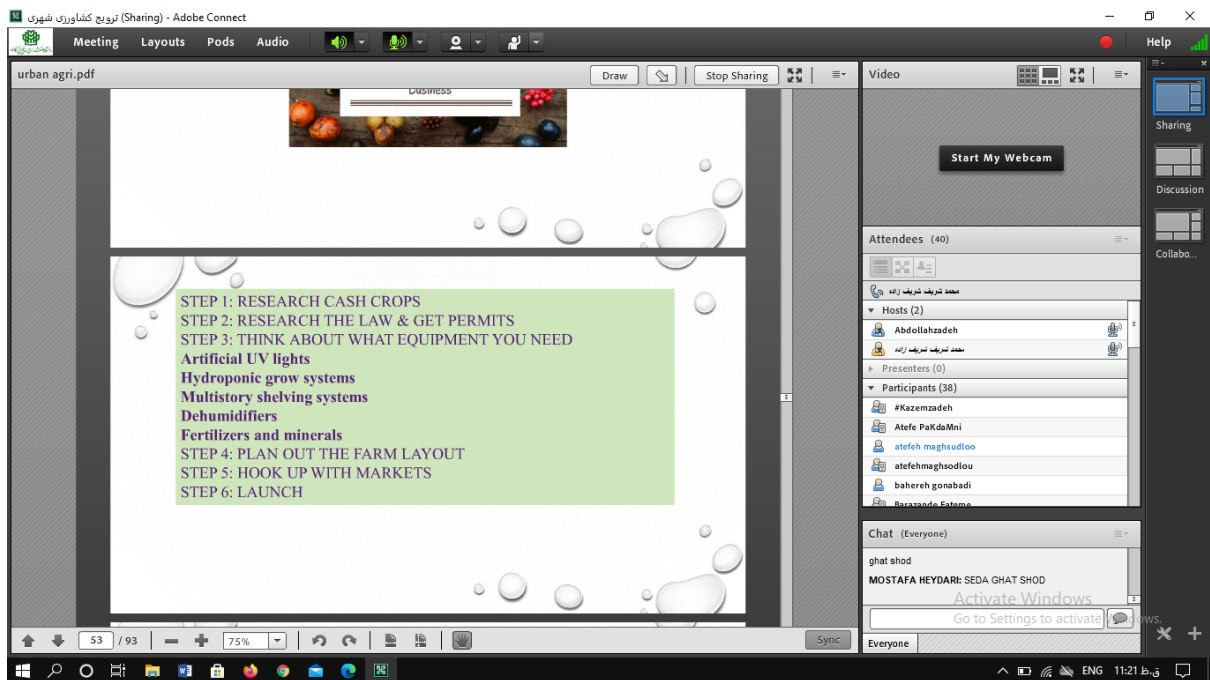 ترویج کشاورزی شهری (Sharing) - Adobe Connect
Meeting Layouts Pods Audio Help
urban agri.pdf Draw Stop Sharing
Business
STEP 1: RESEARCH CASH CROPS
STEP 2: RESEARCH THE LAW & GET PERMITS
STEP 3: THINK ABOUT WHAT EQUIPMENT YOU NEED
Artificial UV lights
Hydroponic grow systems
Multistory shelving systems
Dehumidifiers
Fertilizers and minerals
STEP 4: PLAN OUT THE FARM LAYOUT
STEP 5: HOOK UP WITH MARKETS
STEP 6: LAUNCH
53 / 93 75% Sync
Video
Start My Webcam
Attendees (40)
محمد شریف شریف زاده
Hosts (2)
Abdollahzadeh
محمد شریف شریف زاده
Presenters (0)
Participants (38)
#Kazemzadeh
Atefe PaKdaMni
atefeh maghsudloo
atefehmaghsodlou
bahereh gonabadi
Barazande Fateme
Chat (Everyone)
ghat shod
MOSTAFA HEYDARI: SEDA GHAT SHOD
Activate Windows
Go to Settings to activate Windows.
Everyone
Sharing
Discussion
Collabo...
ENG 11:21 ق.ظ